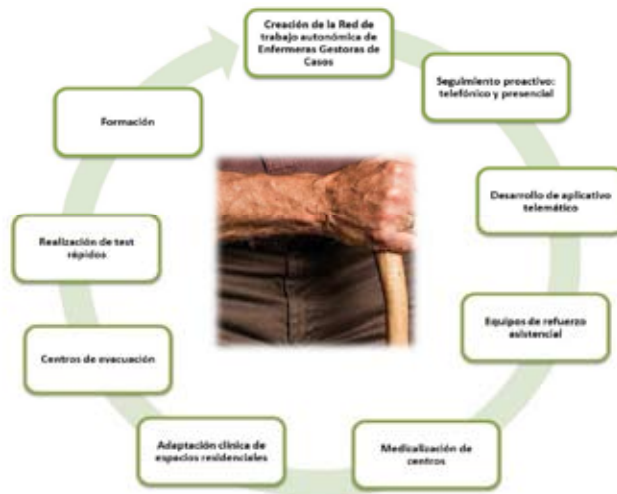 Creación de la Red de
trabajo autonómica de
Enfermeras Gestoras de
Casos
Seguimiento proactivo:
telefónico y presencial
Desarrollo de aplicativo
telemático
Equipos de refuerzo
asistencial
Medicalización de
centros
Adaptación clínica de
espacios residenciales
Centros de evacuación
Realización de test
rápidos
Formación